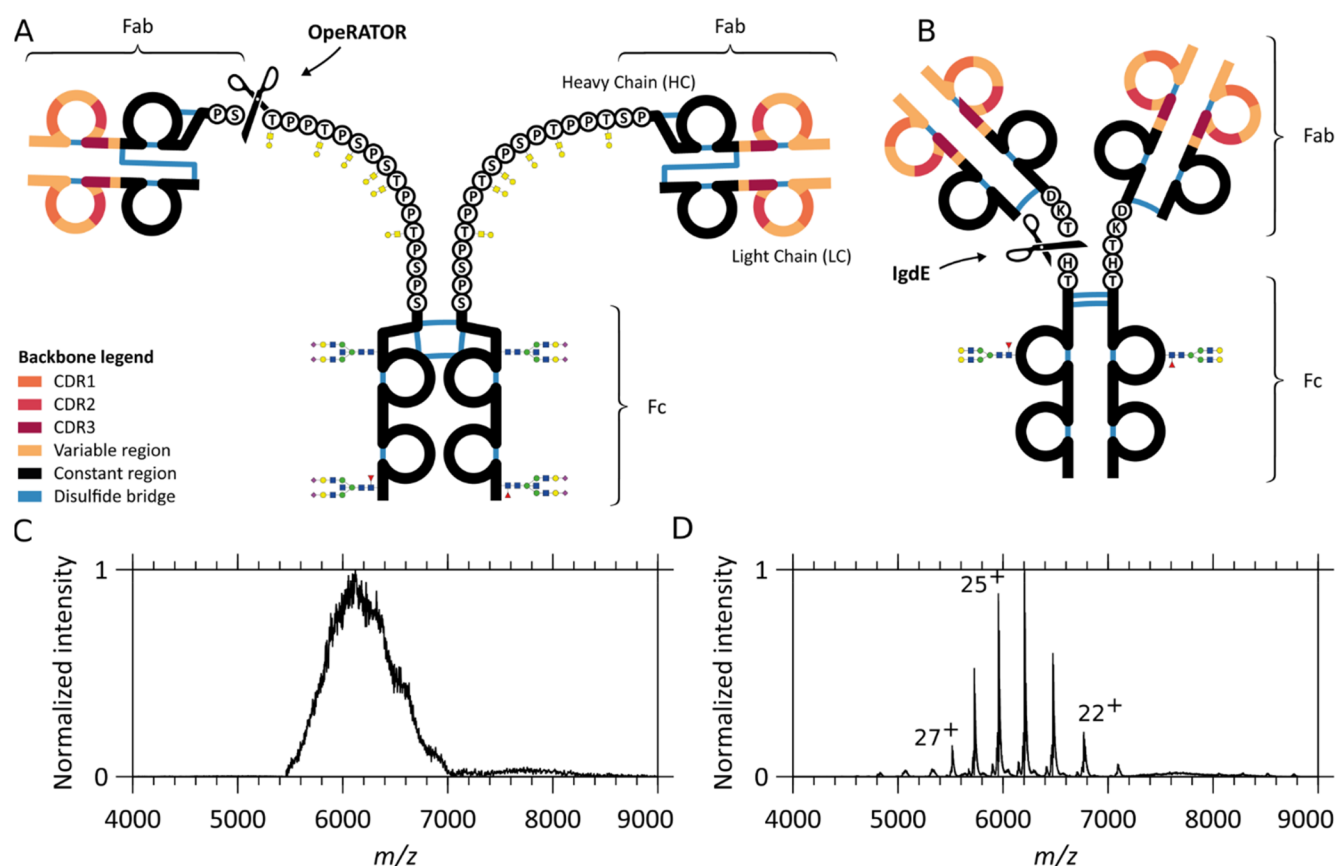 A
Fab
OpeRATOR
Fab
Heavy Chain (HC)
P S T P P T P S P S T P P T P S P S
P S T P P T P S P S T P P T P S P S
Light Chain (LC)
Fc
Backbone legend
CDR1
CDR2
CDR3
Variable region
Constant region
Disulfide bridge
B
Fab
D K T H T
D K T H T
IgdE
Fc
C
Normalized intensity
1
0
4000 5000 6000 7000 8000 9000
m/z
D
Normalized intensity
1
0
27+
25+
22+
4000 5000 6000 7000 8000 9000
m/z